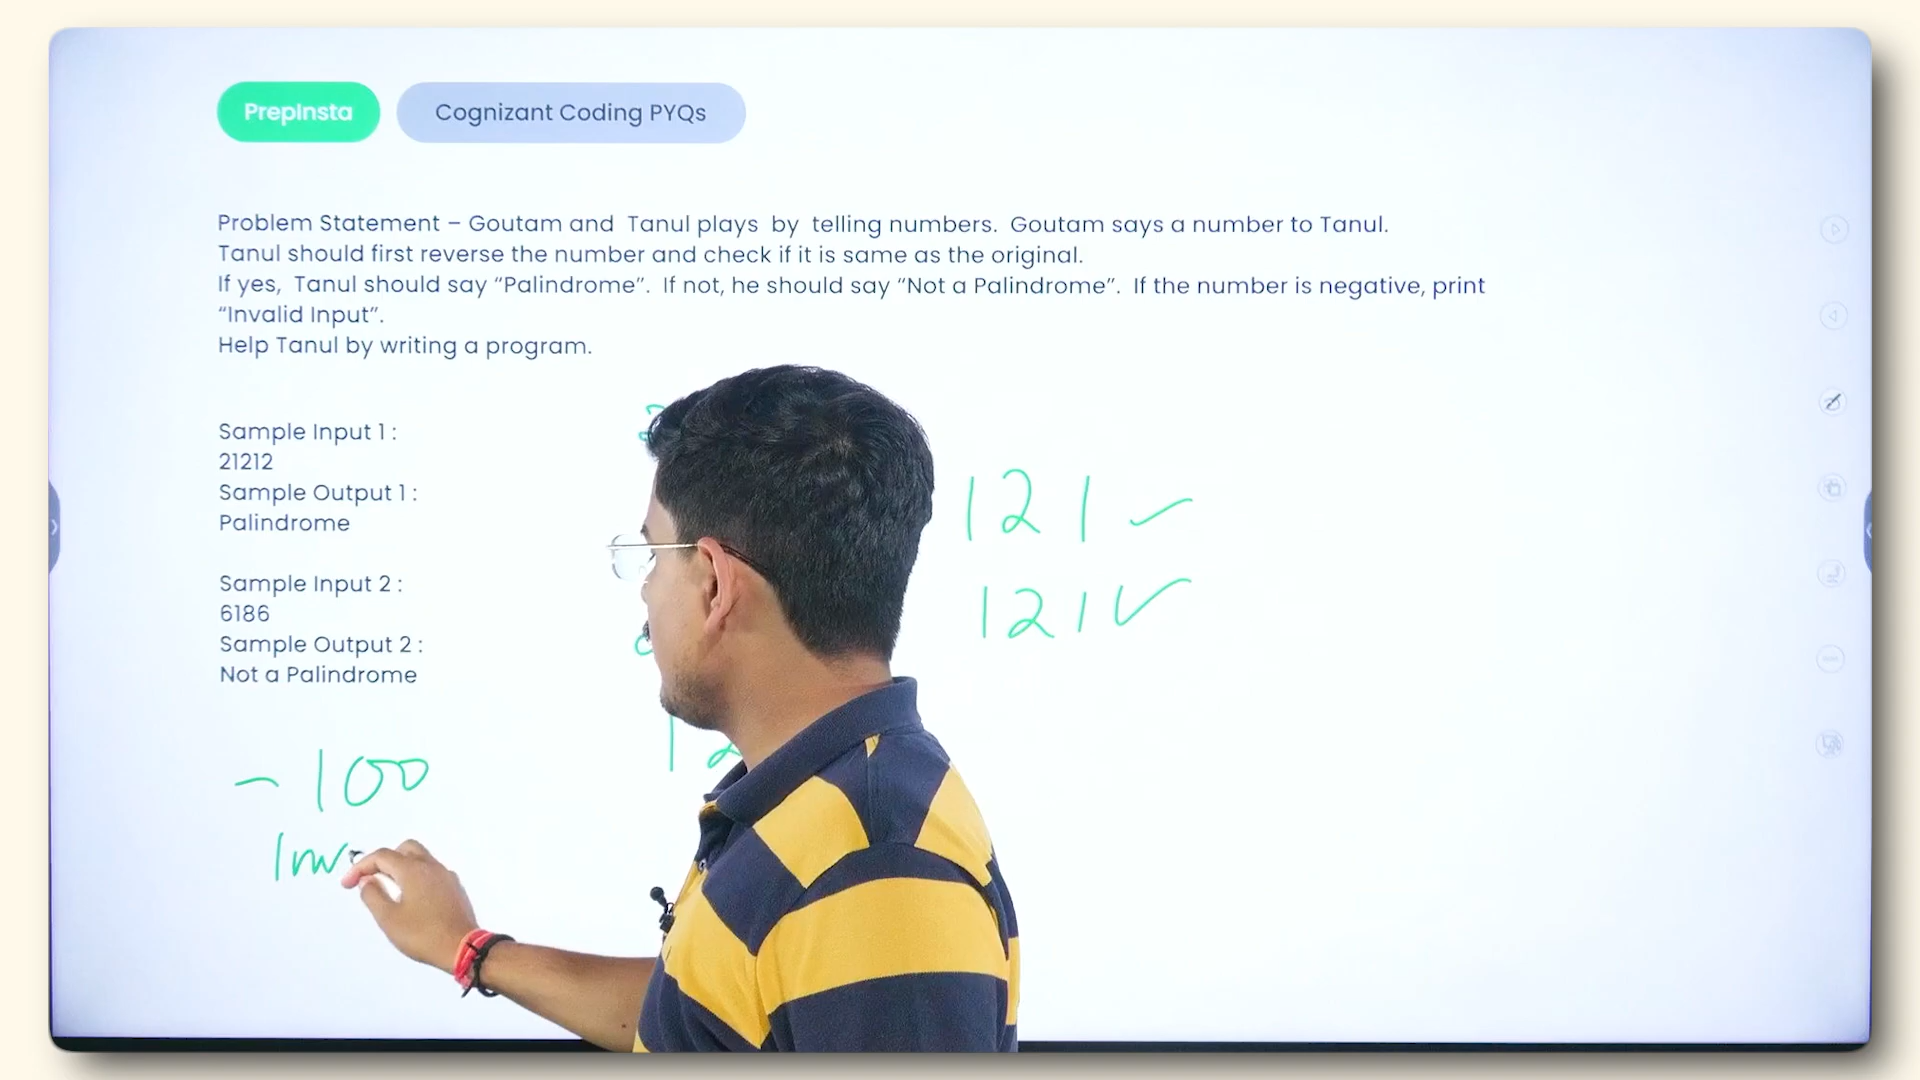 PrepInsta
Cognizant Coding PYQs
Problem Statement – Goutam and Tanul plays by telling numbers. Goutam says a number to Tanul.
Tanul should first reverse the number and check if it is same as the original.
If yes, Tanul should say “Palindrome”. If not, he should say “Not a Palindrome”. If the number is negative, print
“Invalid Input”.
Help Tanul by writing a program.
Sample Input 1 :
21212
Sample Output 1 :
Palindrome
Sample Input 2 :
6186
Sample Output 2 :
Not a Palindrome
121 ✓
121 ✓
- 100
Inv